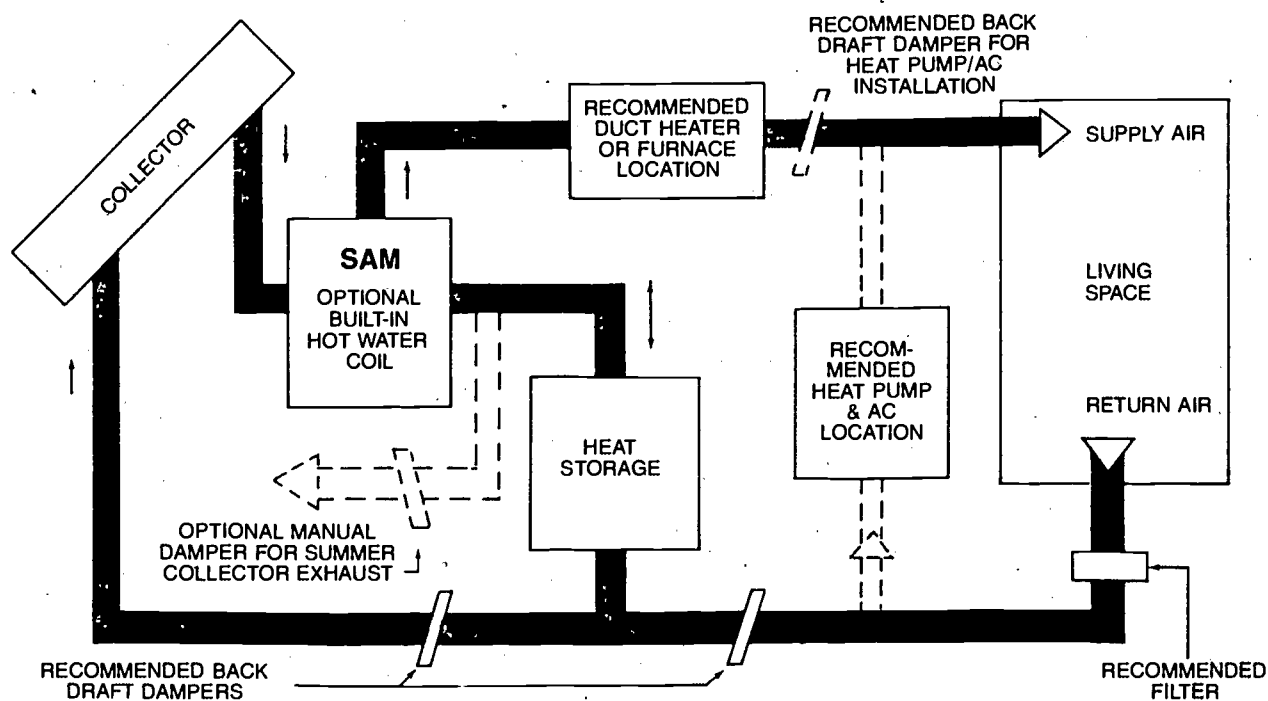 RECOMMENDED BACK
DRAFT DAMPER FOR
HEAT PUMP/AC
INSTALLATION
COLLECTOR
RECOMMENDED
DUCT HEATER
OR FURNACE
LOCATION
SUPPLY AIR
SAM
OPTIONAL
BUILT-IN
HOT WATER
COIL
LIVING
SPACE
RECOM-
MENDED
HEAT PUMP
& AC
LOCATION
RETURN AIR
HEAT
STORAGE
OPTIONAL MANUAL
DAMPER FOR SUMMER
COLLECTOR EXHAUST
RECOMMENDED BACK
DRAFT DAMPERS
RECOMMENDED
FILTER